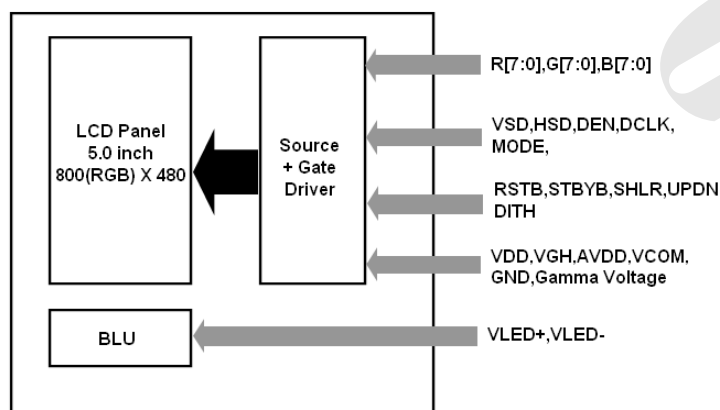 LCD Panel
5.0 inch
800(RGB) X 480
Source
+ Gate
Driver
BLU
R[7:0],G[7:0],B[7:0]
VSD,HSD,DEN,DCLK,
MODE,
RSTB,STBYB,SHLR,UPDN
DITH
VDD,VGH,AVDD,VCOM,
GND,Gamma Voltage
VLED+,VLED-